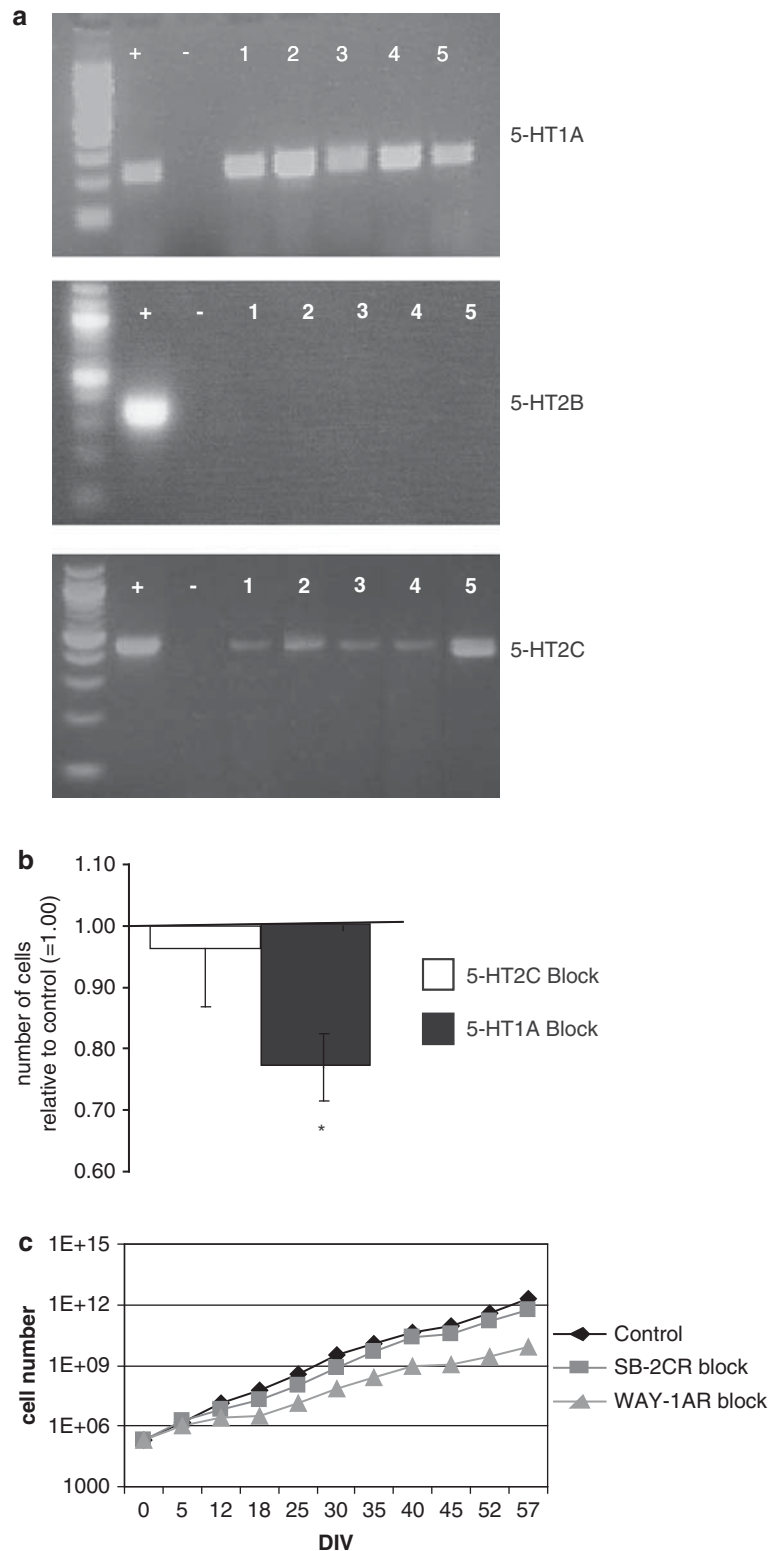 a
+ - 1 2 3 4 5
5-HT1A
+ - 1 2 3 4 5
5-HT2B
+ - 1 2 3 4 5
5-HT2C
b
number of cells
relative to control (=1.00)
1.10
1.00
0.90
0.80
0.70
0.60
*
5-HT2C Block
5-HT1A Block
c
cell number
1E+15
1E+12
1E+09
1E+06
1000
0 5 12 18 25 30 35 40 45 52 57
DIV
Control
SB-2CR block
WAY-1AR block